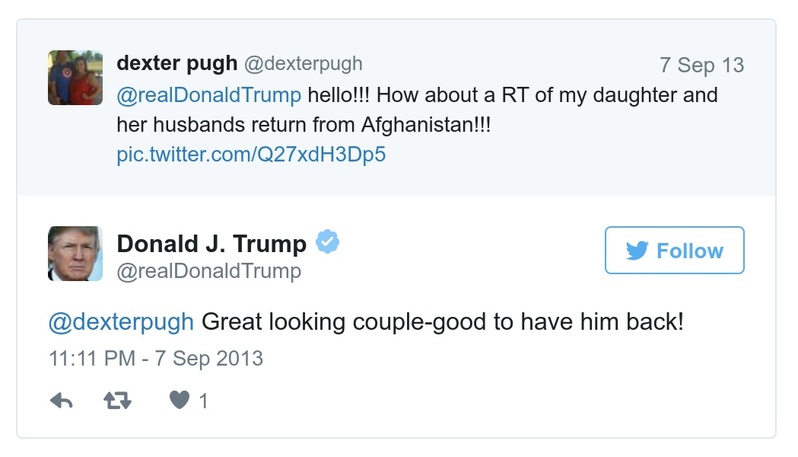 dexter pugh @dexterpugh 7 Sep 13
@realDonaldTrump hello!!! How about a RT of my daughter and
her husbands return from Afghanistan!!!
pic.twitter.com/Q27xdH3Dp5
Donald J. Trump
@realDonaldTrump
Follow
@dexterpugh Great looking couple-good to have him back!
11:11 PM - 7 Sep 2013
1